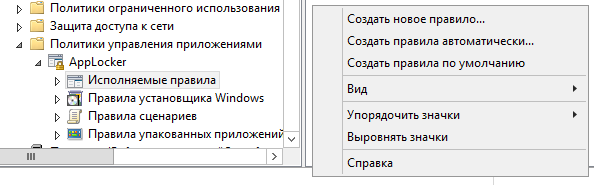 Политики ограниченного использования
Защита доступа к сети
Политики управления приложениями
AppLocker
Исполняемые правила
Правила установщика Windows
Правила сценариев
Правила упакованных приложений
Создать новое правило...
Создать правила автоматически...
Создать правила по умолчанию
Вид
Упорядочить значки
Выровнять значки
Справка